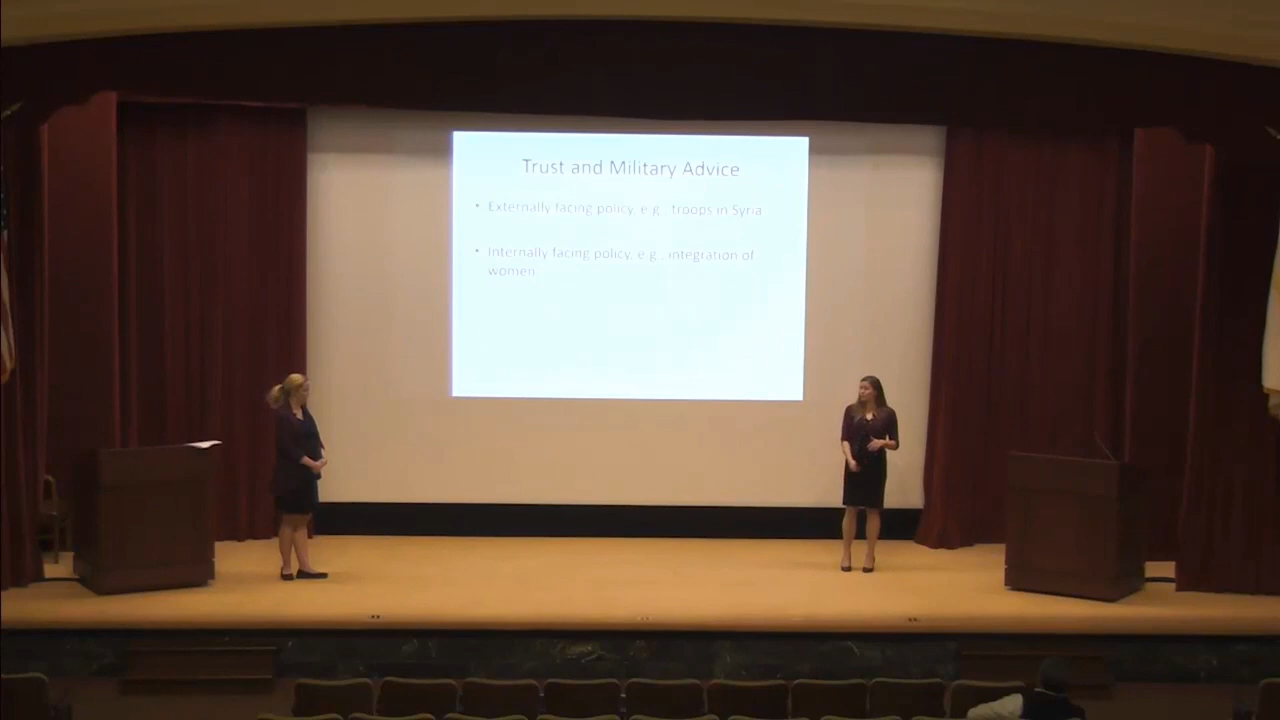 Trust and Military Advice
• Externally facing policy, e.g., troops in Syria
• Internally facing policy, e.g., integration of
women